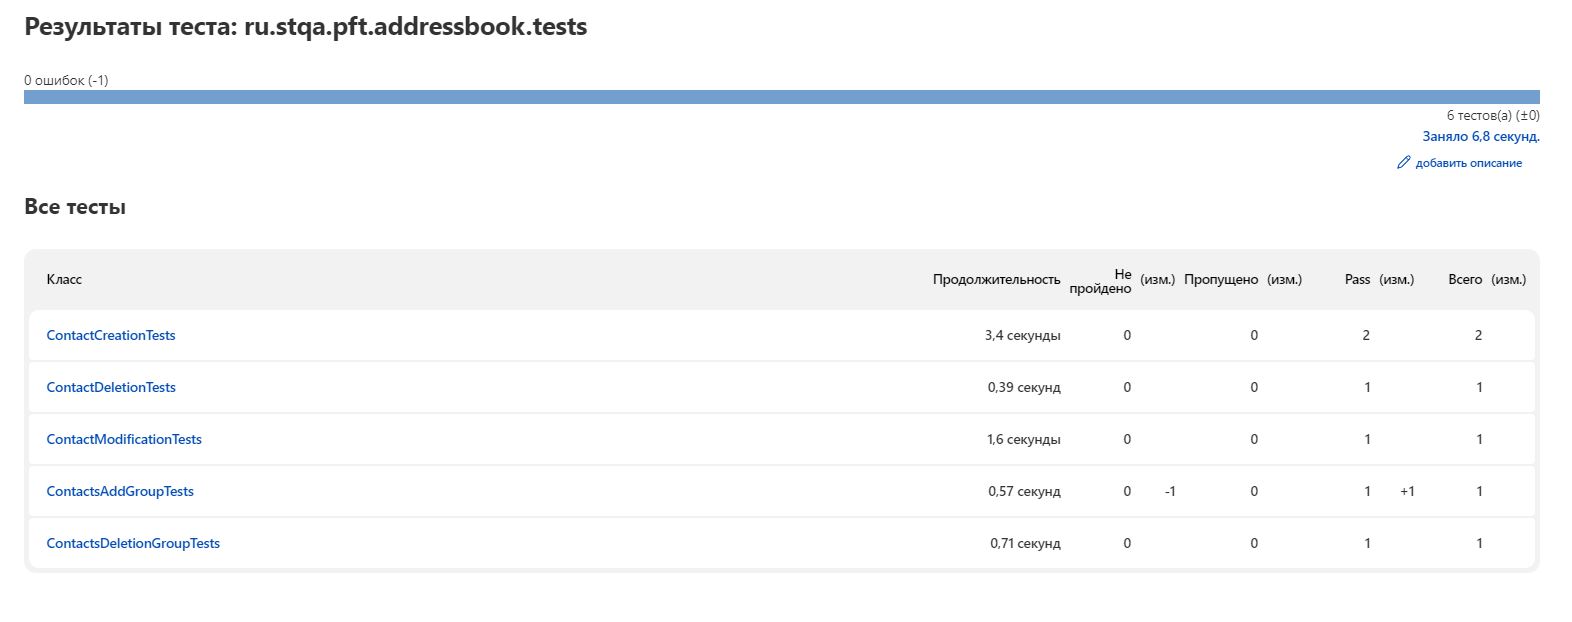 Результаты теста: ru.stqa.pft.addressbook.tests
0 ошибок (-1)
6 тестов(а) (±0)
Заняло 6,8 секунд.
добавить описание
Все тесты
Класс Продолжительность Не пройдено (изм.) Пропущено (изм.) Pass (изм.) Всего (изм.)
ContactCreationTests 3,4 секунды 0 0 2 2
ContactDeletionTests 0,39 секунд 0 0 1 1
ContactModificationTests 1,6 секунды 0 0 1 1
ContactsAddGroupTests 0,57 секунд 0 -1 0 1 +1 1
ContactsDeletionGroupTests 0,71 секунд 0 0 1 1